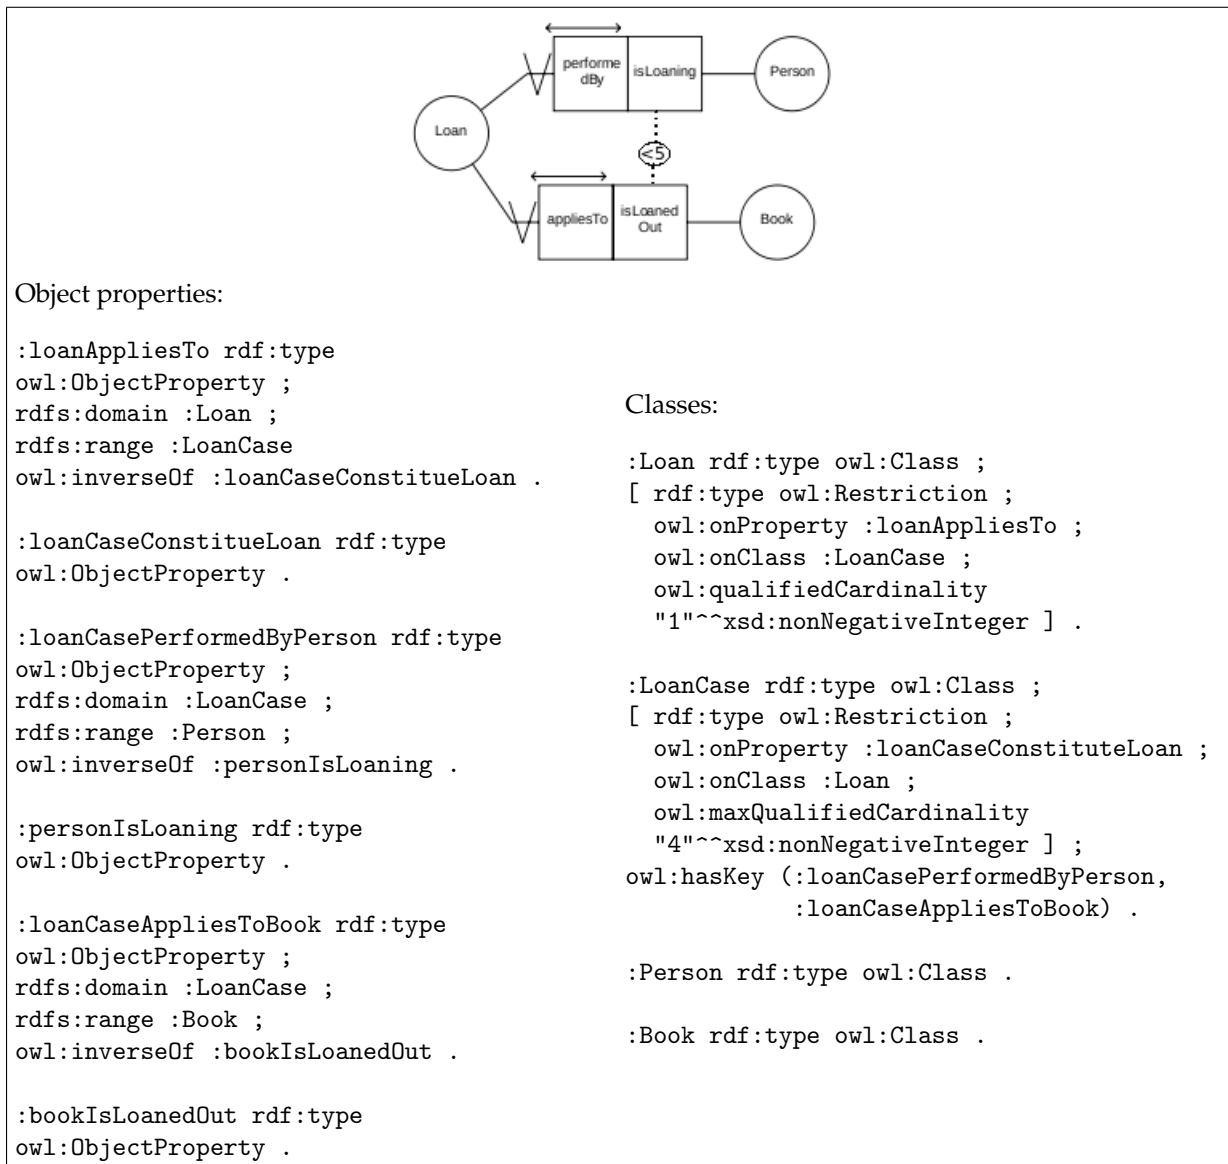 performe
dBy
isLoaning
Person
Loan
<5
appliesTo
isLoaned
Out
Book
Object properties:
:loanAppliesTo rdf:type
owl:ObjectProperty ;
rdfs:domain :Loan ;
rdfs:range :LoanCase
owl:inverseOf :loanCaseConstitueLoan .
:loanCaseConstitueLoan rdf:type
owl:ObjectProperty .
:loanCasePerformedByPerson rdf:type
owl:ObjectProperty ;
rdfs:domain :LoanCase ;
rdfs:range :Person ;
owl:inverseOf :personIsLoaning .
:personIsLoaning rdf:type
owl:ObjectProperty .
:loanCaseAppliesToBook rdf:type
owl:ObjectProperty ;
rdfs:domain :LoanCase ;
rdfs:range :Book ;
owl:inverseOf :bookIsLoanedOut .
:bookIsLoanedOut rdf:type
owl:ObjectProperty .
Classes:
:Loan rdf:type owl:Class ;
[ rdf:type owl:Restriction ;
owl:onProperty :loanAppliesTo ;
owl:onClass :LoanCase ;
owl:qualifiedCardinality
"1"^^xsd:nonNegativeInteger ] .
:LoanCase rdf:type owl:Class ;
[ rdf:type owl:Restriction ;
owl:onProperty :loanCaseConstituteLoan ;
owl:onClass :Loan ;
owl:maxQualifiedCardinality
"4"^^xsd:nonNegativeInteger ] ;
owl:hasKey (:loanCasePerformedByPerson,
:loanCaseAppliesToBook) .
:Person rdf:type owl:Class .
:Book rdf:type owl:Class .